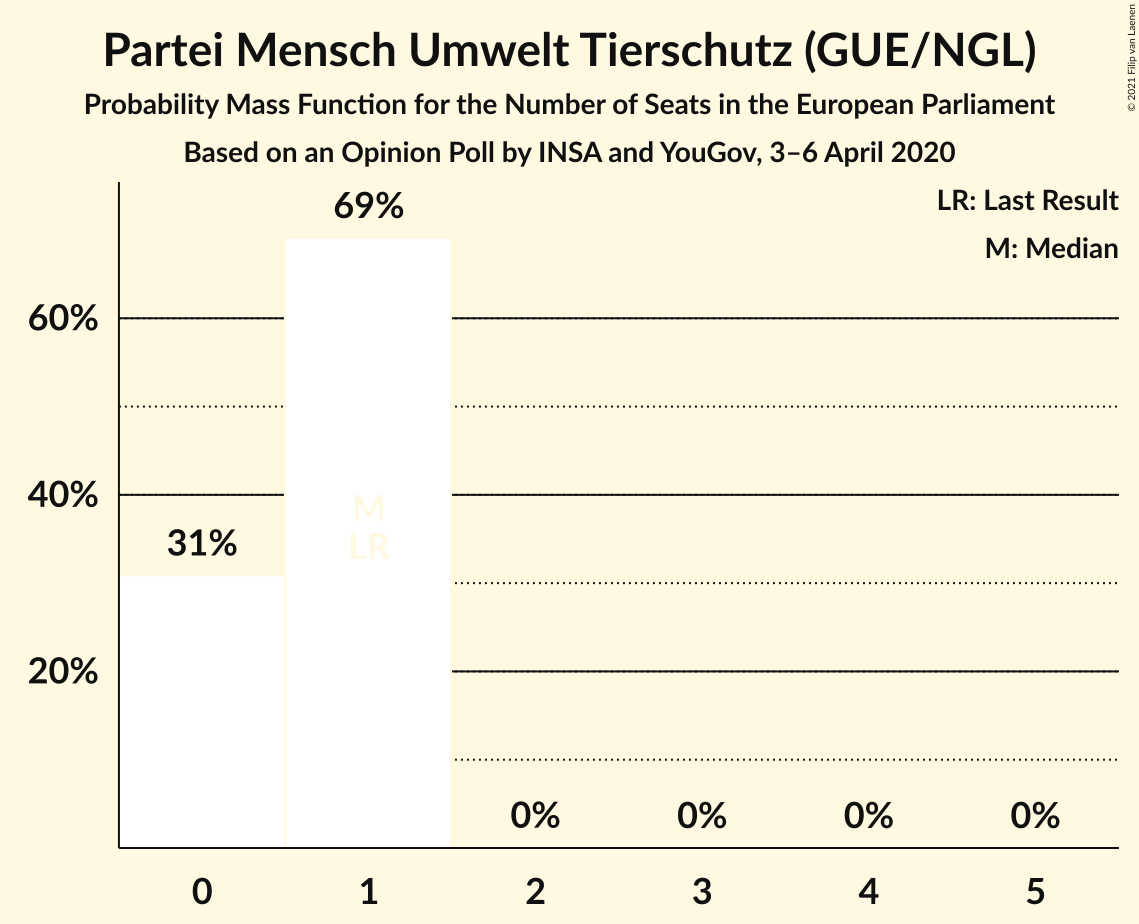 Partei Mensch Umwelt Tierschutz (GUE/NGL)
Probability Mass Function for the Number of Seats in the European Parliament
Based on an Opinion Poll by INSA and YouGov, 3–6 April 2020
© 2021 Filip van Laenen
LR: Last Result
M: Median
69%
60%
40%
M
31%
LR
20%
0% 0% 0% 0%
0 1 2 3 4 5